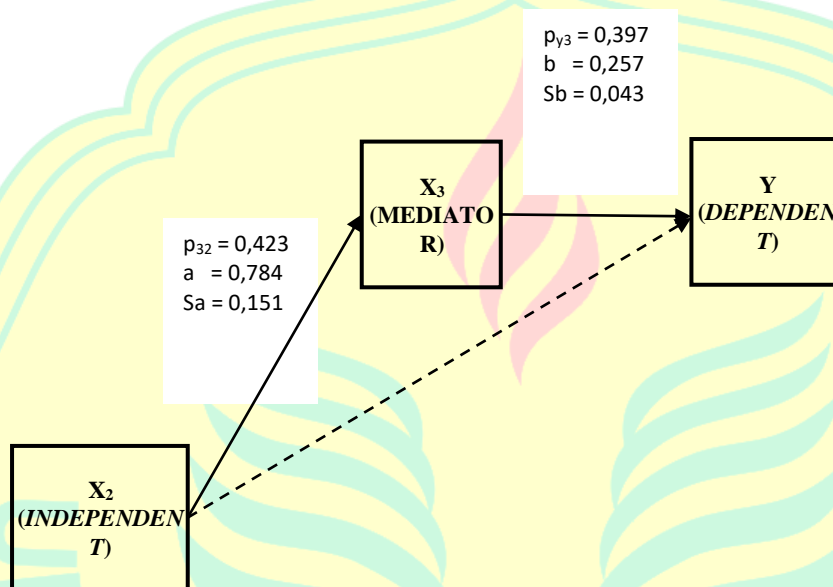 p₃₂ = 0,423
a = 0,784
Sa = 0,151
pᵧ₃ = 0,397
b = 0,257
Sb = 0,043
X₃
(MEDIATO
R)
Y
(DEPENDEN
T)
X₂
(INDEPENDEN
T)